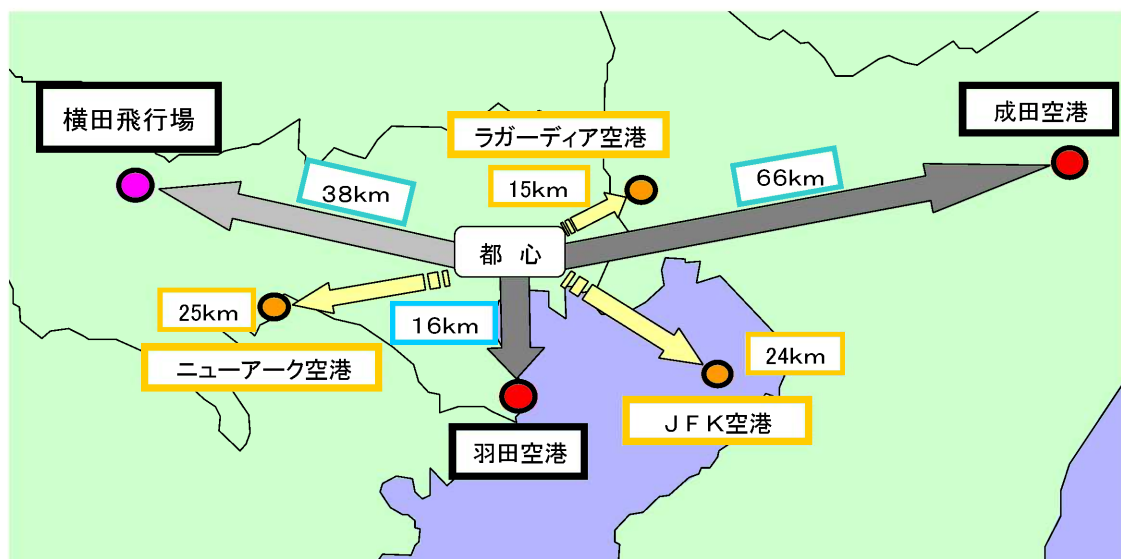 横田飛行場
成田空港
ラガーディア空港
38km
15km
66km
都心
25km
16km
24km
ニューアーク空港
JFK空港
羽田空港